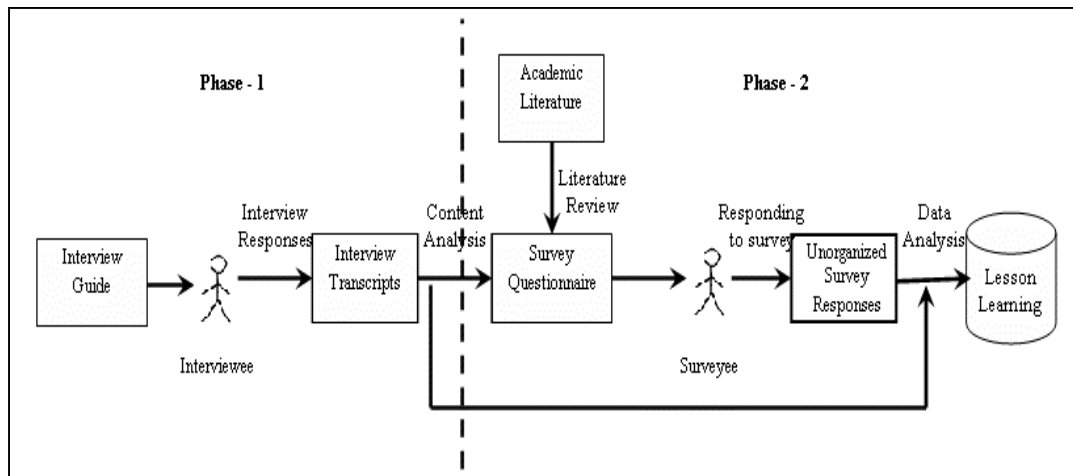 Phase - 1
Phase - 2
Academic
Literature
Literature
Review
Interview
Responses
Content
Analysis
Responding
to survey
Data
Analysis
Interview
Guide
Interview
Transcripts
Survey
Questionnaire
Unorganized
Survey
Responses
Lesson
Learning
Interviewee
Surveyee